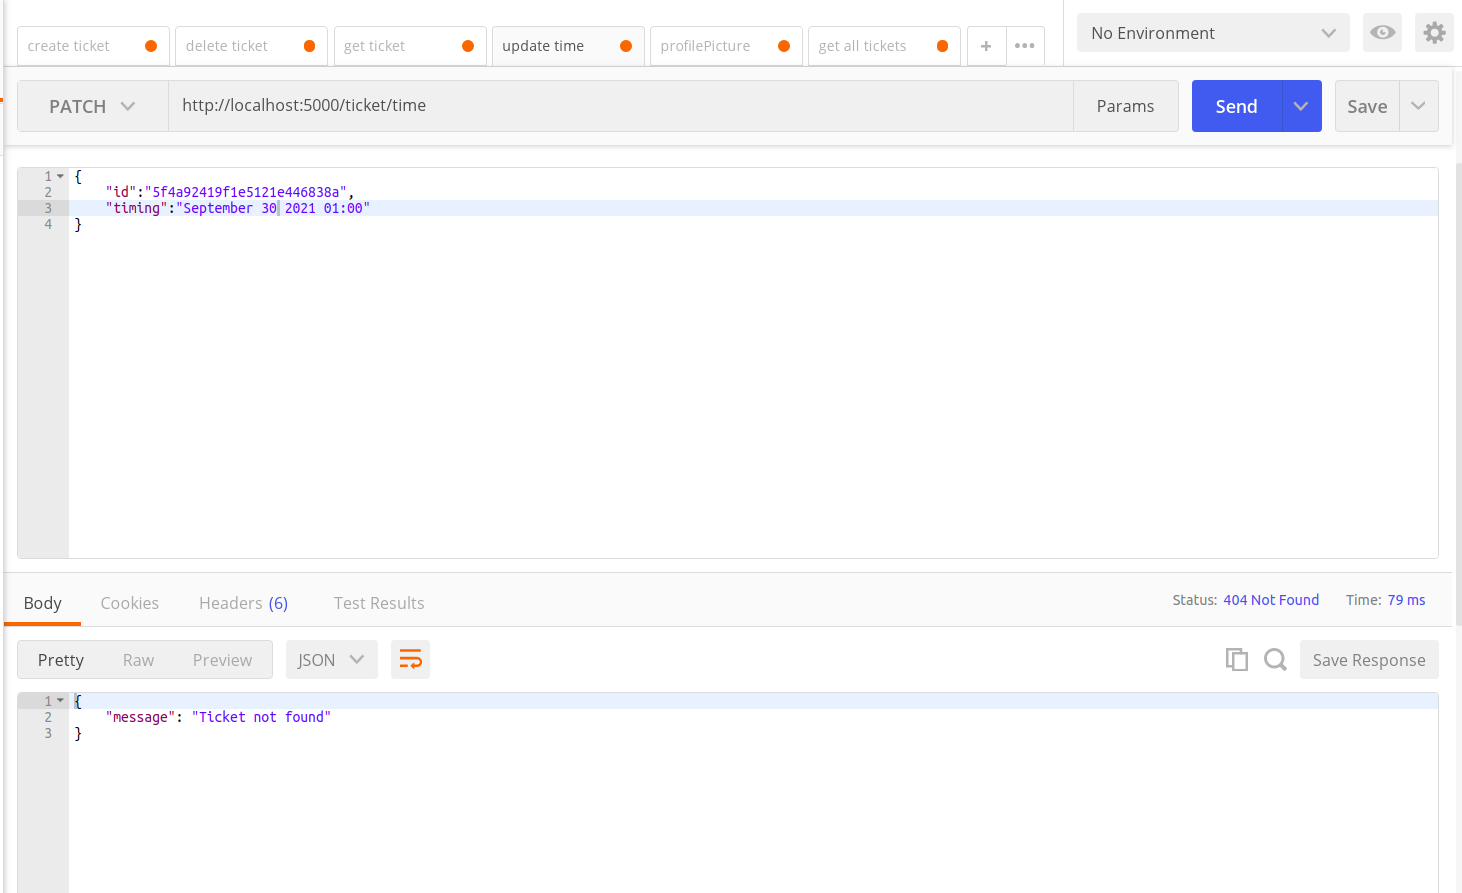 create ticket delete ticket get ticket update time profilePicture get all tickets + ••• No Environment
PATCH http://localhost:5000/ticket/time Params Send Save
1 {
2 "id":"5f4a92419f1e5121e446838a",
3 "timing":"September 30 2021 01:00"
4 }
Body Cookies Headers (6) Test Results Status: 404 Not Found Time: 79 ms
Pretty Raw Preview JSON Save Response
1 {
2 "message": "Ticket not found"
3 }